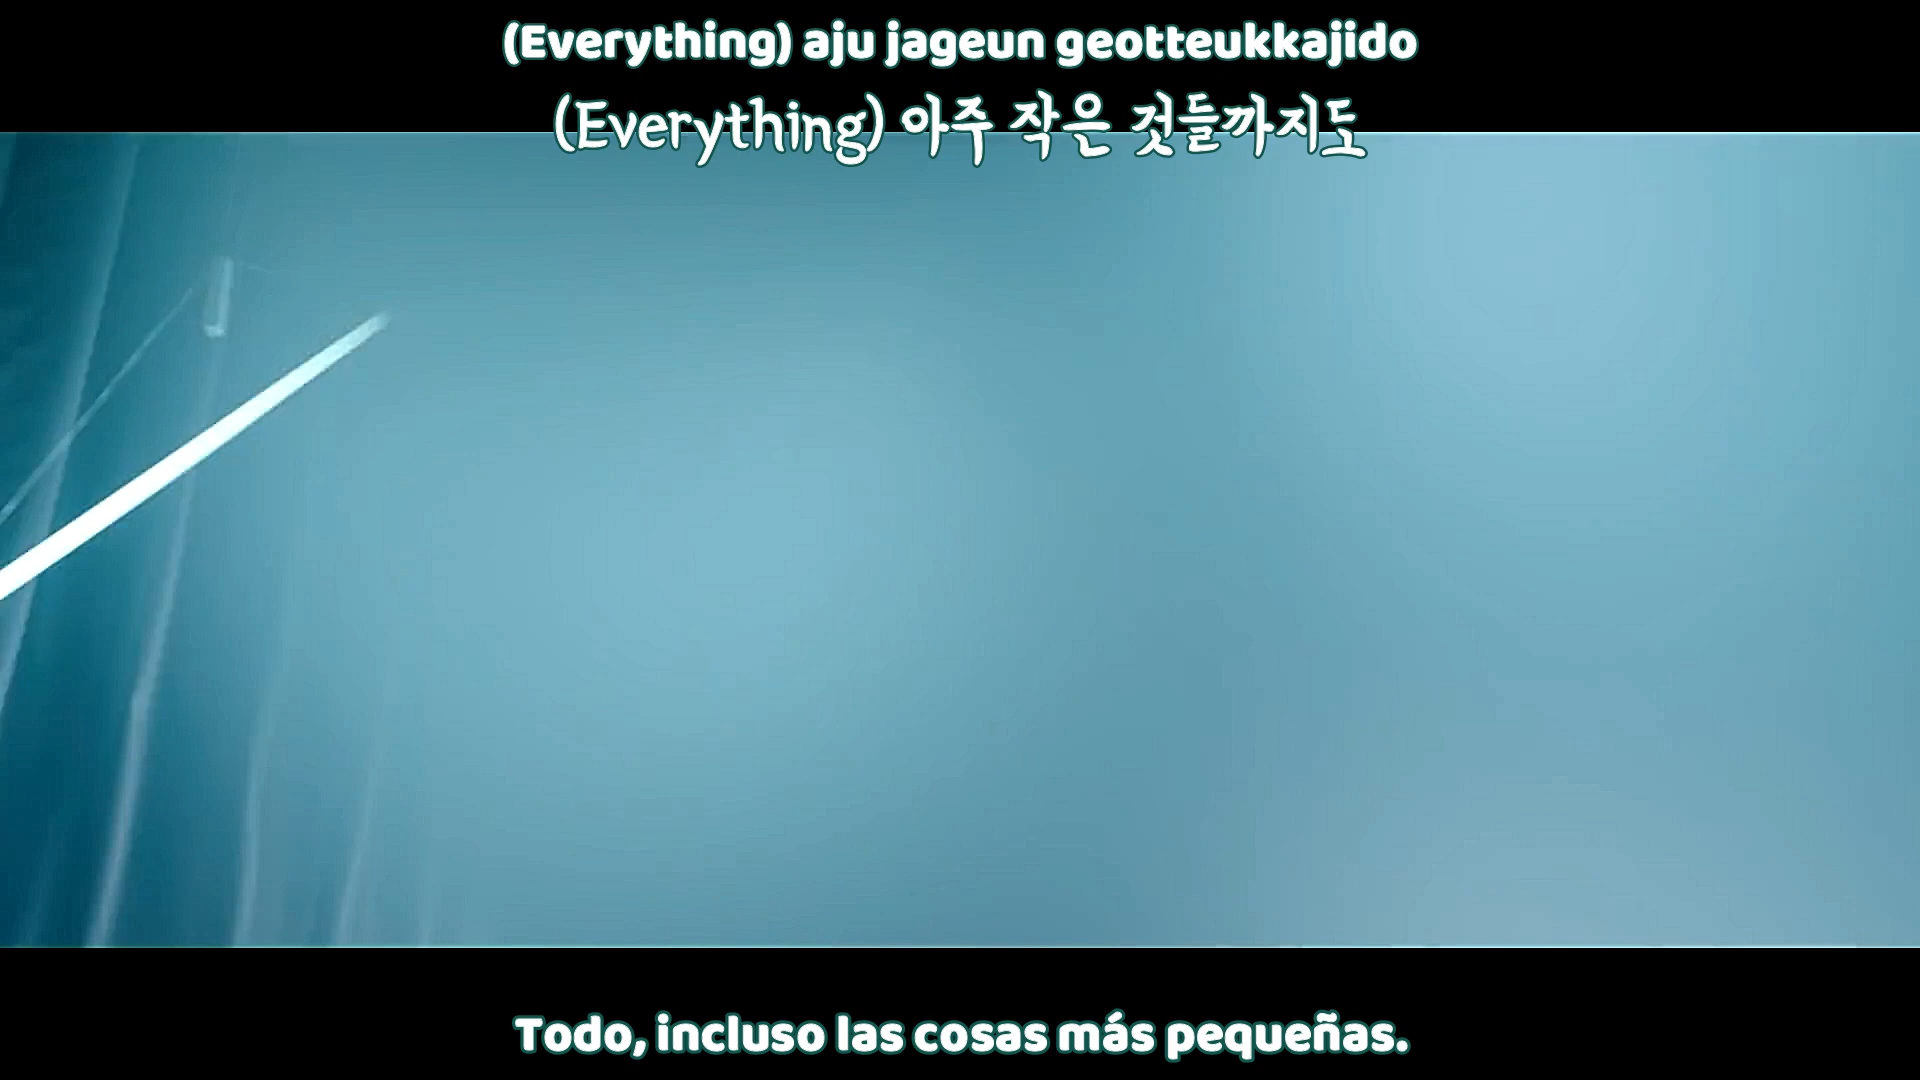 (Everything) aju jageun geotteukkajido
(Everything) 아주 작은 것들까지도
Todo, incluso las cosas más pequeñas.